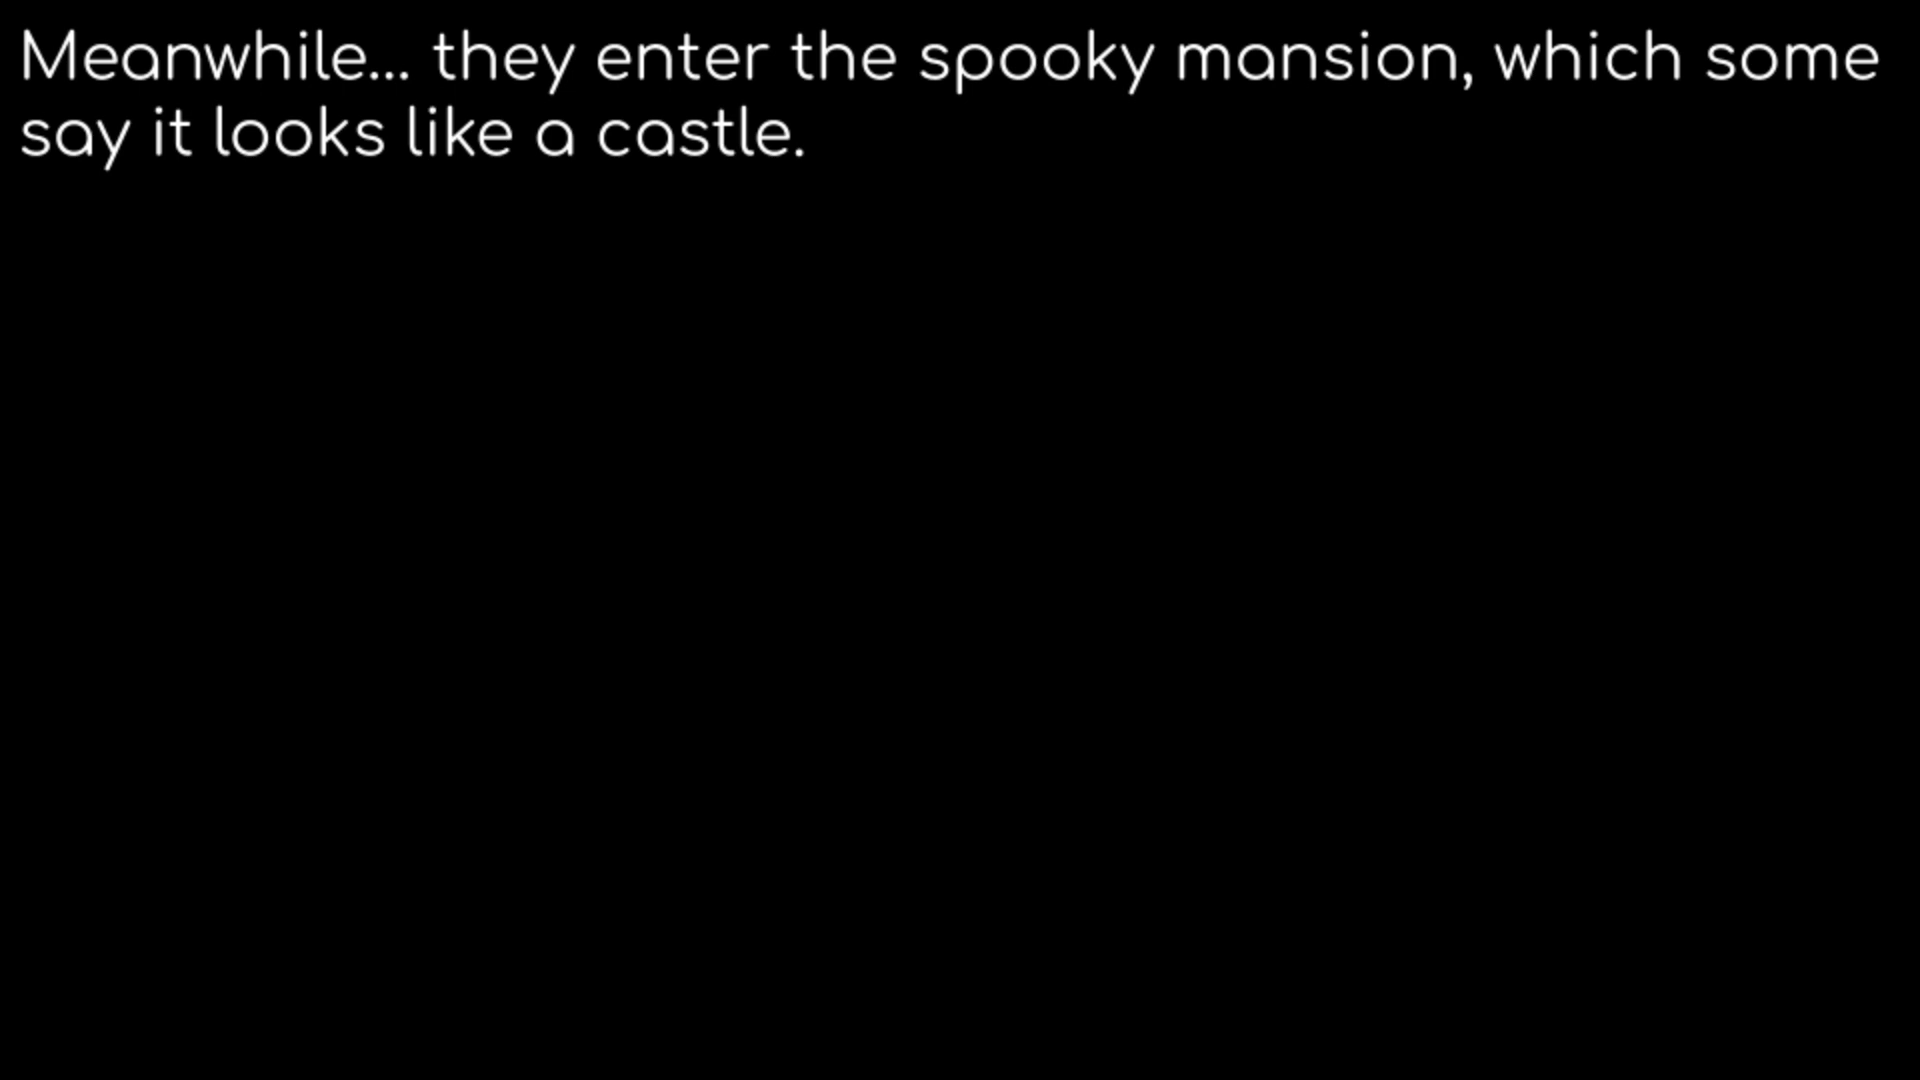 Meanwhile... they enter the spooky mansion, which some
say it looks like a castle.